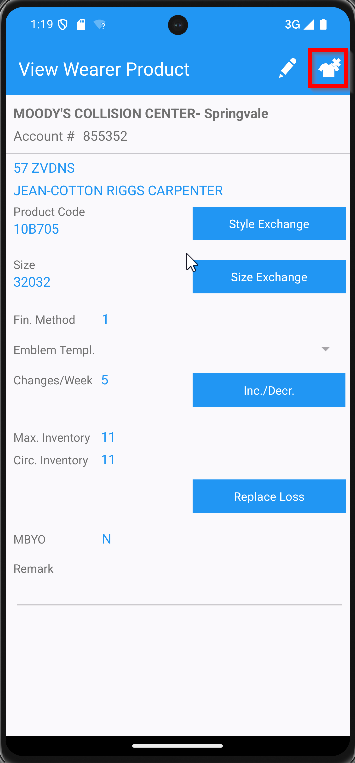 1:19
3G
View Wearer Product
MOODY'S COLLISION CENTER- Springvale
Account # 855352
57 ZVDNS
JEAN-COTTON RIGGS CARPENTER
Product Code
10B705
Style Exchange
Size
32032
Size Exchange
Fin. Method 1
Emblem Templ.
Changes/Week 5
Inc./Decr.
Max. Inventory 11
Circ. Inventory 11
Replace Loss
MBYO N
Remark